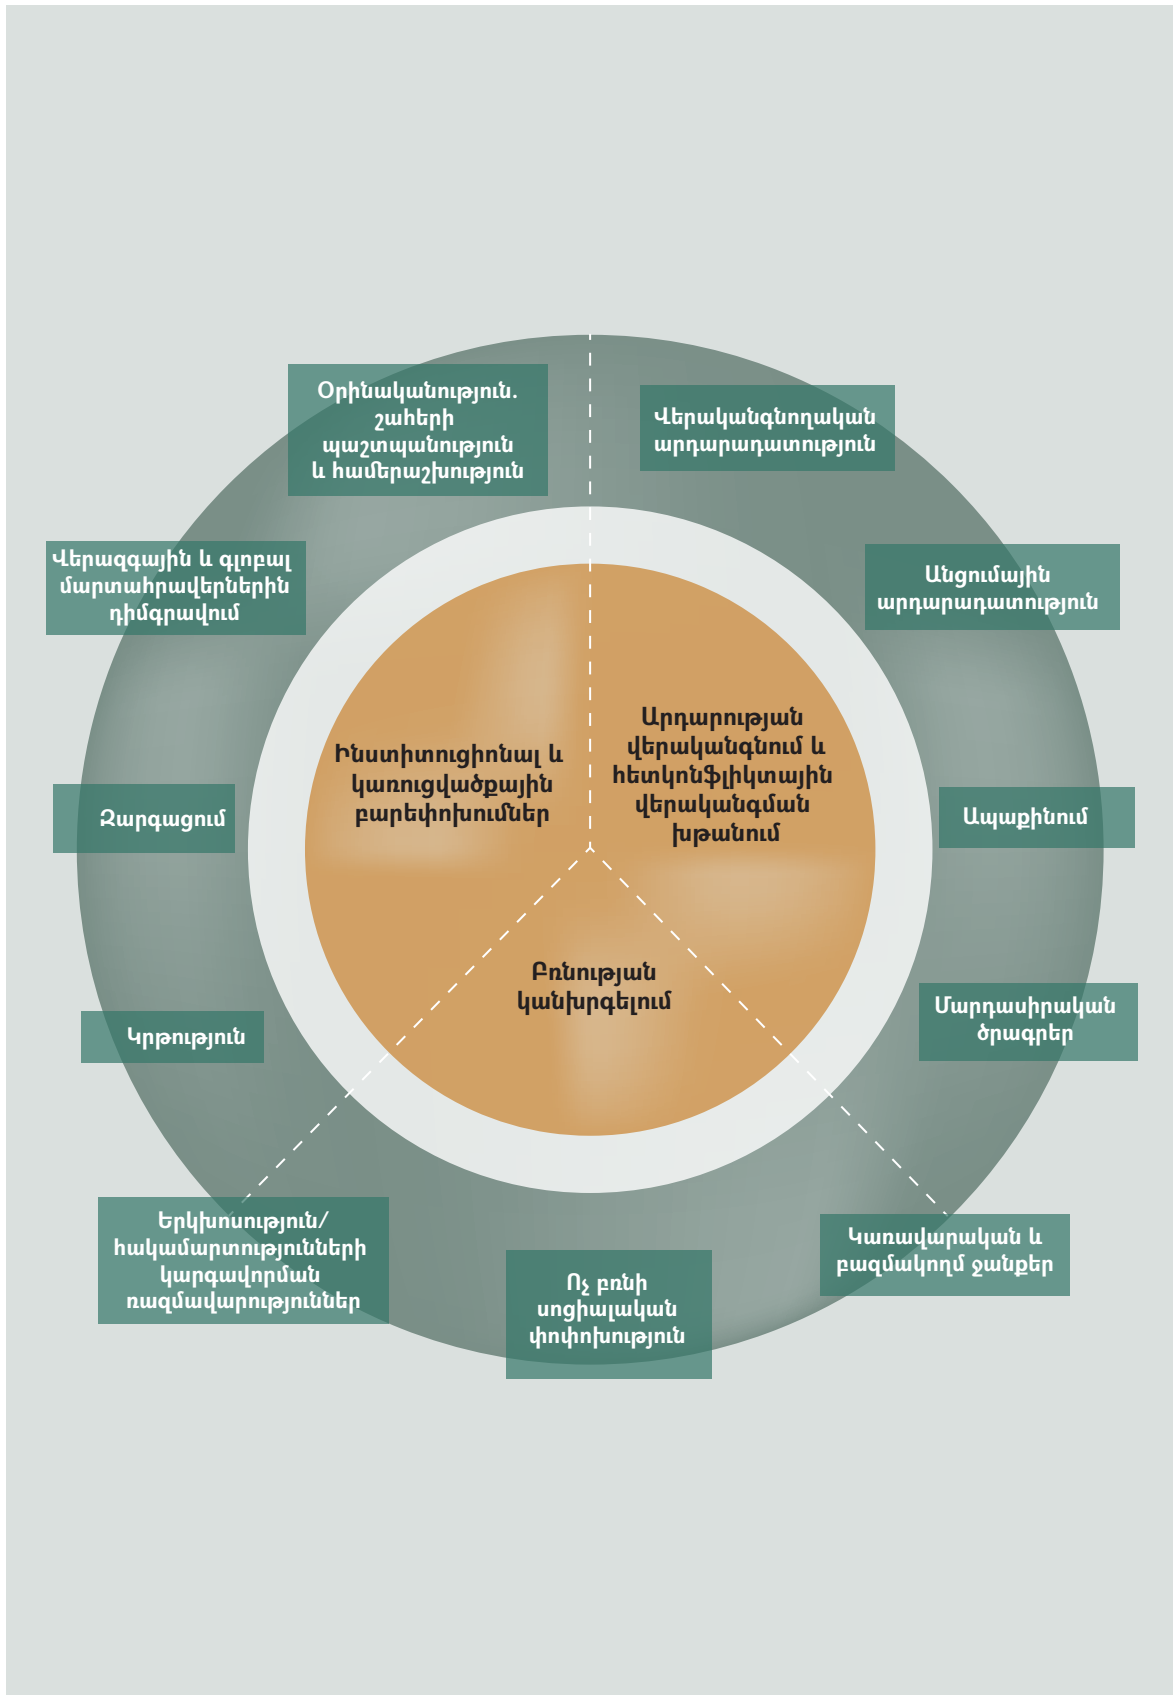 Օրինականություն.
շահերի
պաշտպանություն
և համերաշխություն
Վերականգնողական
արդարադատություն
Վերազգային և գլոբալ
մարտահրավերներին
դիմգրավում
Անցումային
արդարադատություն
Ինստիտուցիոնալ և
կառուցվածքային
բարեփոխումներ
Արդարության
վերականգնում և
հետկոնֆլիկտային
վերականգման
խթանում
Զարգացում
Ապաքինում
Բռնության
կանխրգելում
Մարդասիրական
ծրագրեր
Կրթություն
Երկխոսություն/
հակամարտությունների
կարգավորման
ռազմավարություններ
Ոչ բռնի
սոցիալական
փոփոխություն
Կառավարական և
բազմակողմ ջանքեր